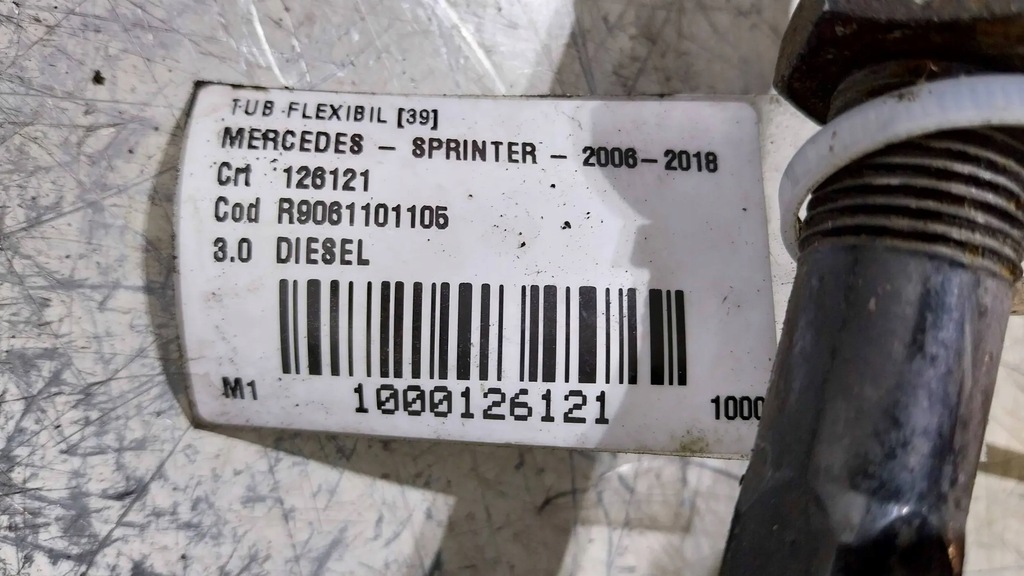 TUB FLEXIBIL [39]
MERCEDES - SPRINTER - 2006-2018
Crt 126121
Cod R9061101105
3.0 DIESEL
M1 1000126121 1000